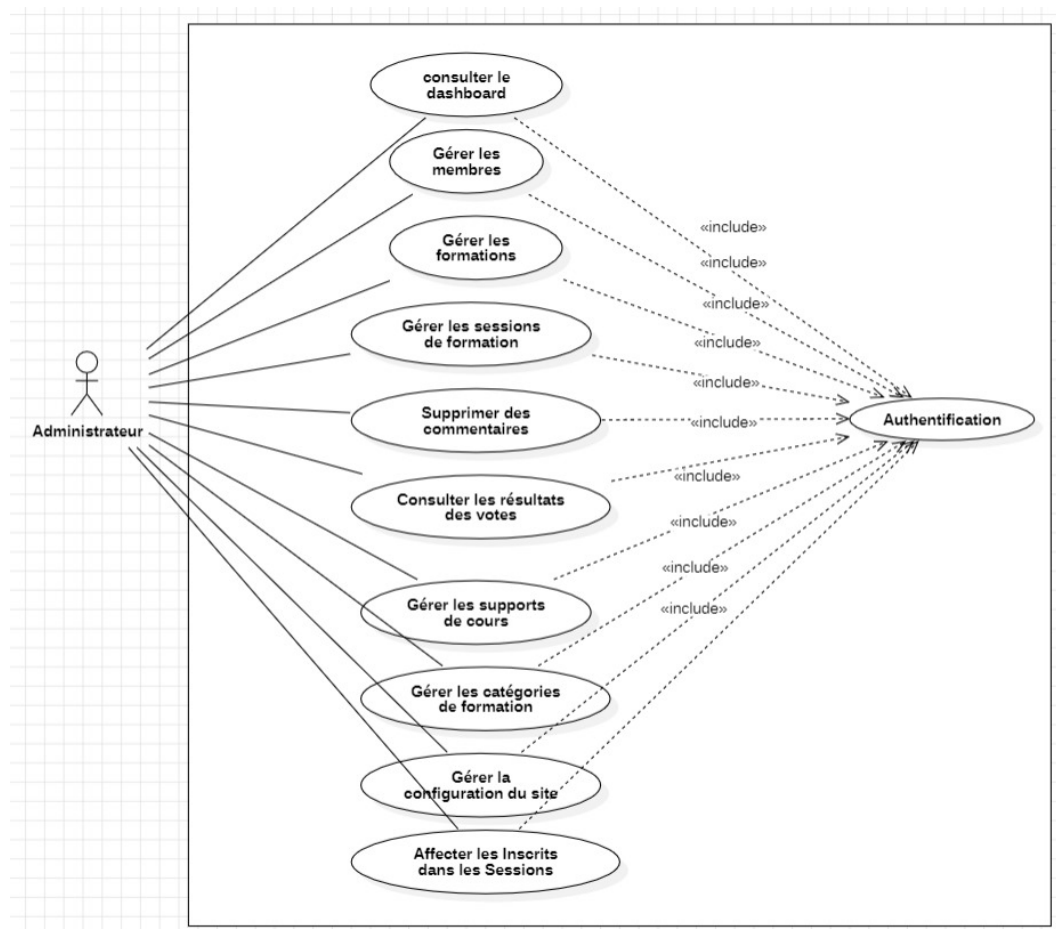 consulter le
dashboard
Gérer les
membres
«include»
Gérer les
formations
«include»
«include»
Gérer les sessions
de formation
«include»
«include»
Supprimer des
commentaires
«include»
Authentification
Administrateur
Consulter les résultats
des votes
«include»
«include»
Gérer les supports
de cours
«include»
«include»
Gérer les catégories
de formation
Gérer la
configuration du site
Affecter les Inscrits
dans les Sessions